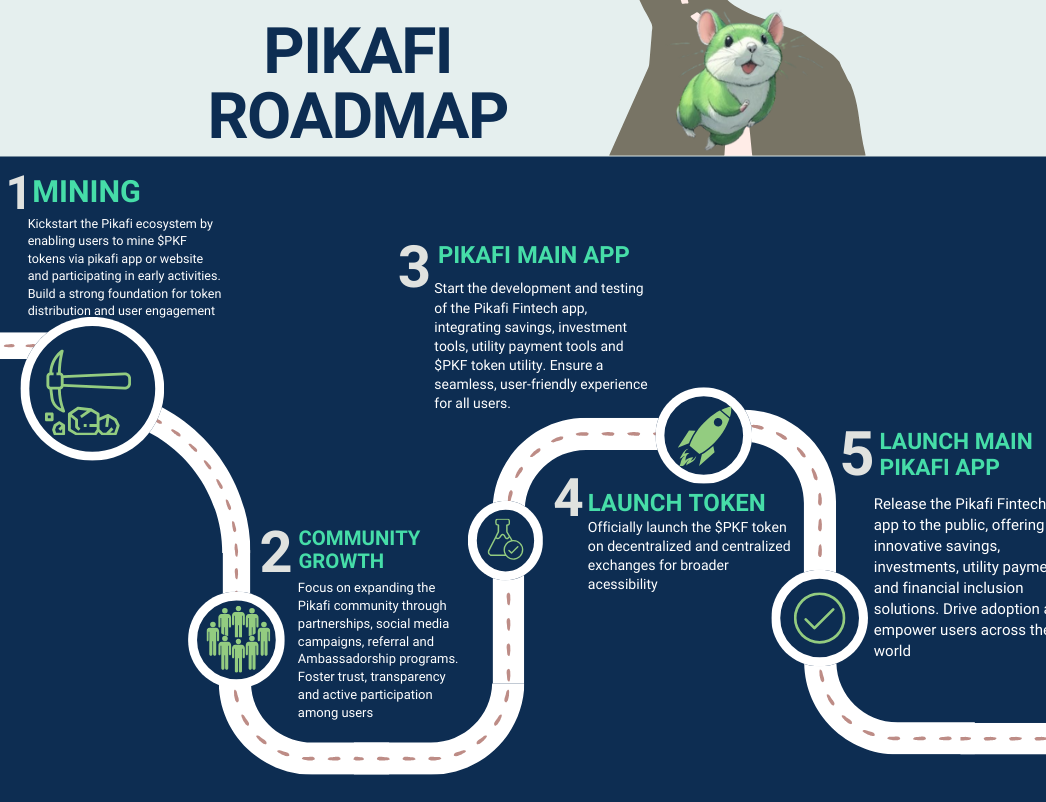 PIKAFI
ROADMAP
1 MINING
Kickstart the Pikafi ecosystem by
enabling users to mine $PKF
tokens via pikafi app or website
and participating in early activities.
Build a strong foundation for token
distribution and user engagement
2 COMMUNITY
GROWTH
Focus on expanding the
Pikafi community through
partnerships, social media
campaigns, referral and
Ambassadorship programs.
Foster trust, transparency
and active participation
among users
3 PIKAFI MAIN APP
Start the development and testing
of the Pikafi Fintech app,
integrating savings, investment
tools, utility payment tools and
$PKF token utility. Ensure a
seamless, user-friendly experience
for all users.
4 LAUNCH TOKEN
Officially launch the $PKF token
on decentralized and centralized
exchanges for broader
acessibility
5 LAUNCH MAIN
PIKAFI APP
Release the Pikafi Fintech
app to the public, offering
innovative savings,
investments, utility payme
and financial inclusion
solutions. Drive adoption a
empower users across the
world